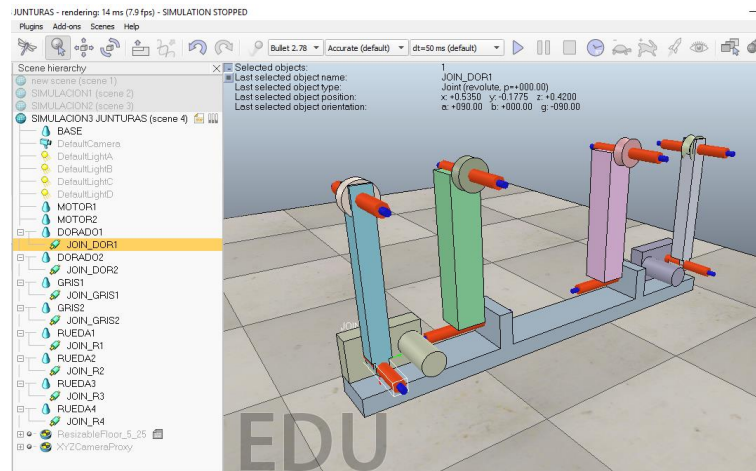 JUNTURAS - rendering: 14 ms (7.9 fps) - SIMULATION STOPPED
Plugins Add-ons Scenes Help
Bullet 2.78 Accurate (default) dt=50 ms (default)
Scene hierarchy
new scene (scene 1)
SIMULACION1 (scene 2)
SIMULACION2 (scene 3)
SIMULACION3 JUNTURAS (scene 4)
BASE
DefaultCamera
DefaultLightA
DefaultLightB
DefaultLightC
DefaultLightD
MOTOR1
MOTOR2
DORADO1
JOIN_DOR1
DORADO2
JOIN_DOR2
GRIS1
JOIN_GRIS1
GRIS2
JOIN_GRIS2
RUEDA1
JOIN_R1
RUEDA2
JOIN_R2
RUEDA3
JOIN_R3
RUEDA4
JOIN_R4
ResizableFloor_5_25
XYZCameraProxy
Selected objects: 1
Last selected object name: JOIN_DOR1
Last selected object type: Joint (revolute, p=+000.00)
Last selected object position: x: +0.5350 y: -0.1775 z: +0.4200
Last selected object orientation: a: +090.00 b: +000.00 g: -090.00
EDU